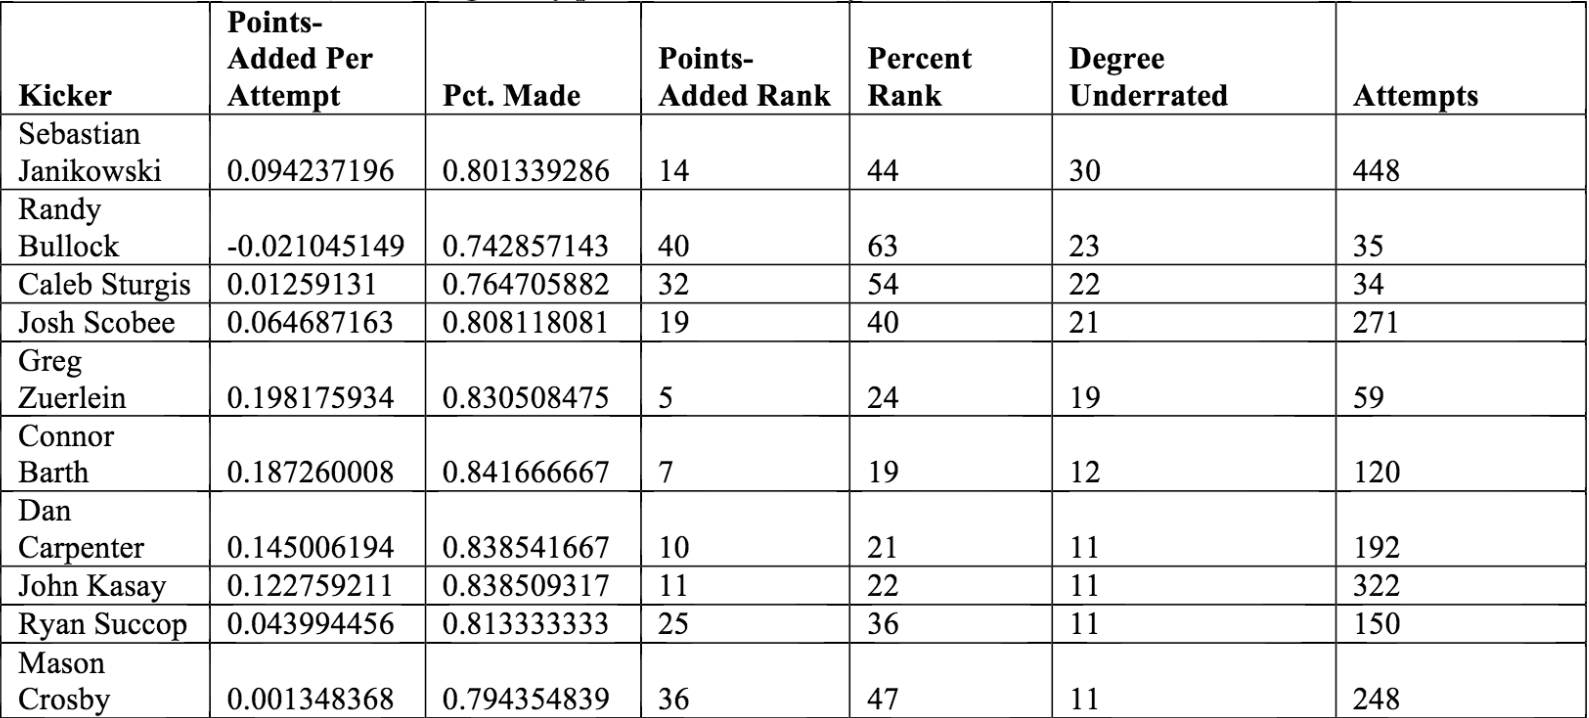 Kicker Points-Added Per Attempt Pct. Made Points-Added Rank Percent Rank Degree Underrated Attempts
Sebastian Janikowski 0.094237196 0.801339286 14 44 30 448
Randy Bullock -0.021045149 0.742857143 40 63 23 35
Caleb Sturgis 0.01259131 0.764705882 32 54 22 34
Josh Scobee 0.064687163 0.808118081 19 40 21 271
Greg Zuerlein 0.198175934 0.830508475 5 24 19 59
Connor Barth 0.187260008 0.841666667 7 19 12 120
Dan Carpenter 0.145006194 0.838541667 10 21 11 192
John Kasay 0.122759211 0.838509317 11 22 11 322
Ryan Succop 0.043994456 0.813333333 25 36 11 150
Mason Crosby 0.001348368 0.794354839 36 47 11 248